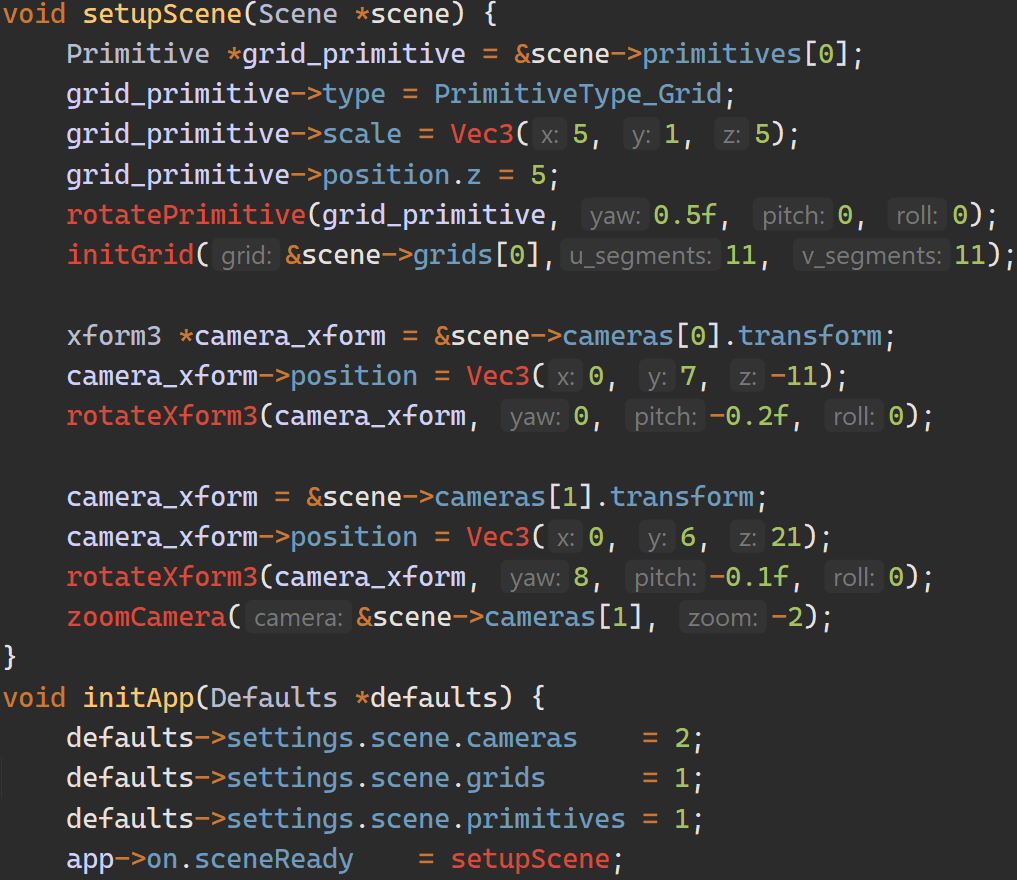 void setupScene(Scene *scene) {
    Primitive *grid_primitive = &scene->primitives[0];
    grid_primitive->type = PrimitiveType_Grid;
    grid_primitive->scale = Vec3( x: 5, y: 1, z: 5);
    grid_primitive->position.z = 5;
    rotatePrimitive(grid_primitive, yaw: 0.5f, pitch: 0, roll: 0);
    initGrid( grid: &scene->grids[0], u_segments: 11, v_segments: 11);

    xform3 *camera_xform = &scene->cameras[0].transform;
    camera_xform->position = Vec3( x: 0, y: 7, z: -11);
    rotateXform3(camera_xform, yaw: 0, pitch: -0.2f, roll: 0);

    camera_xform = &scene->cameras[1].transform;
    camera_xform->position = Vec3( x: 0, y: 6, z: 21);
    rotateXform3(camera_xform, yaw: 8, pitch: -0.1f, roll: 0);
    zoomCamera( camera: &scene->cameras[1], zoom: -2);
}
void initApp(Defaults *defaults) {
    defaults->settings.scene.cameras    = 2;
    defaults->settings.scene.grids      = 1;
    defaults->settings.scene.primitives = 1;
    app->on.sceneReady    = setupScene;